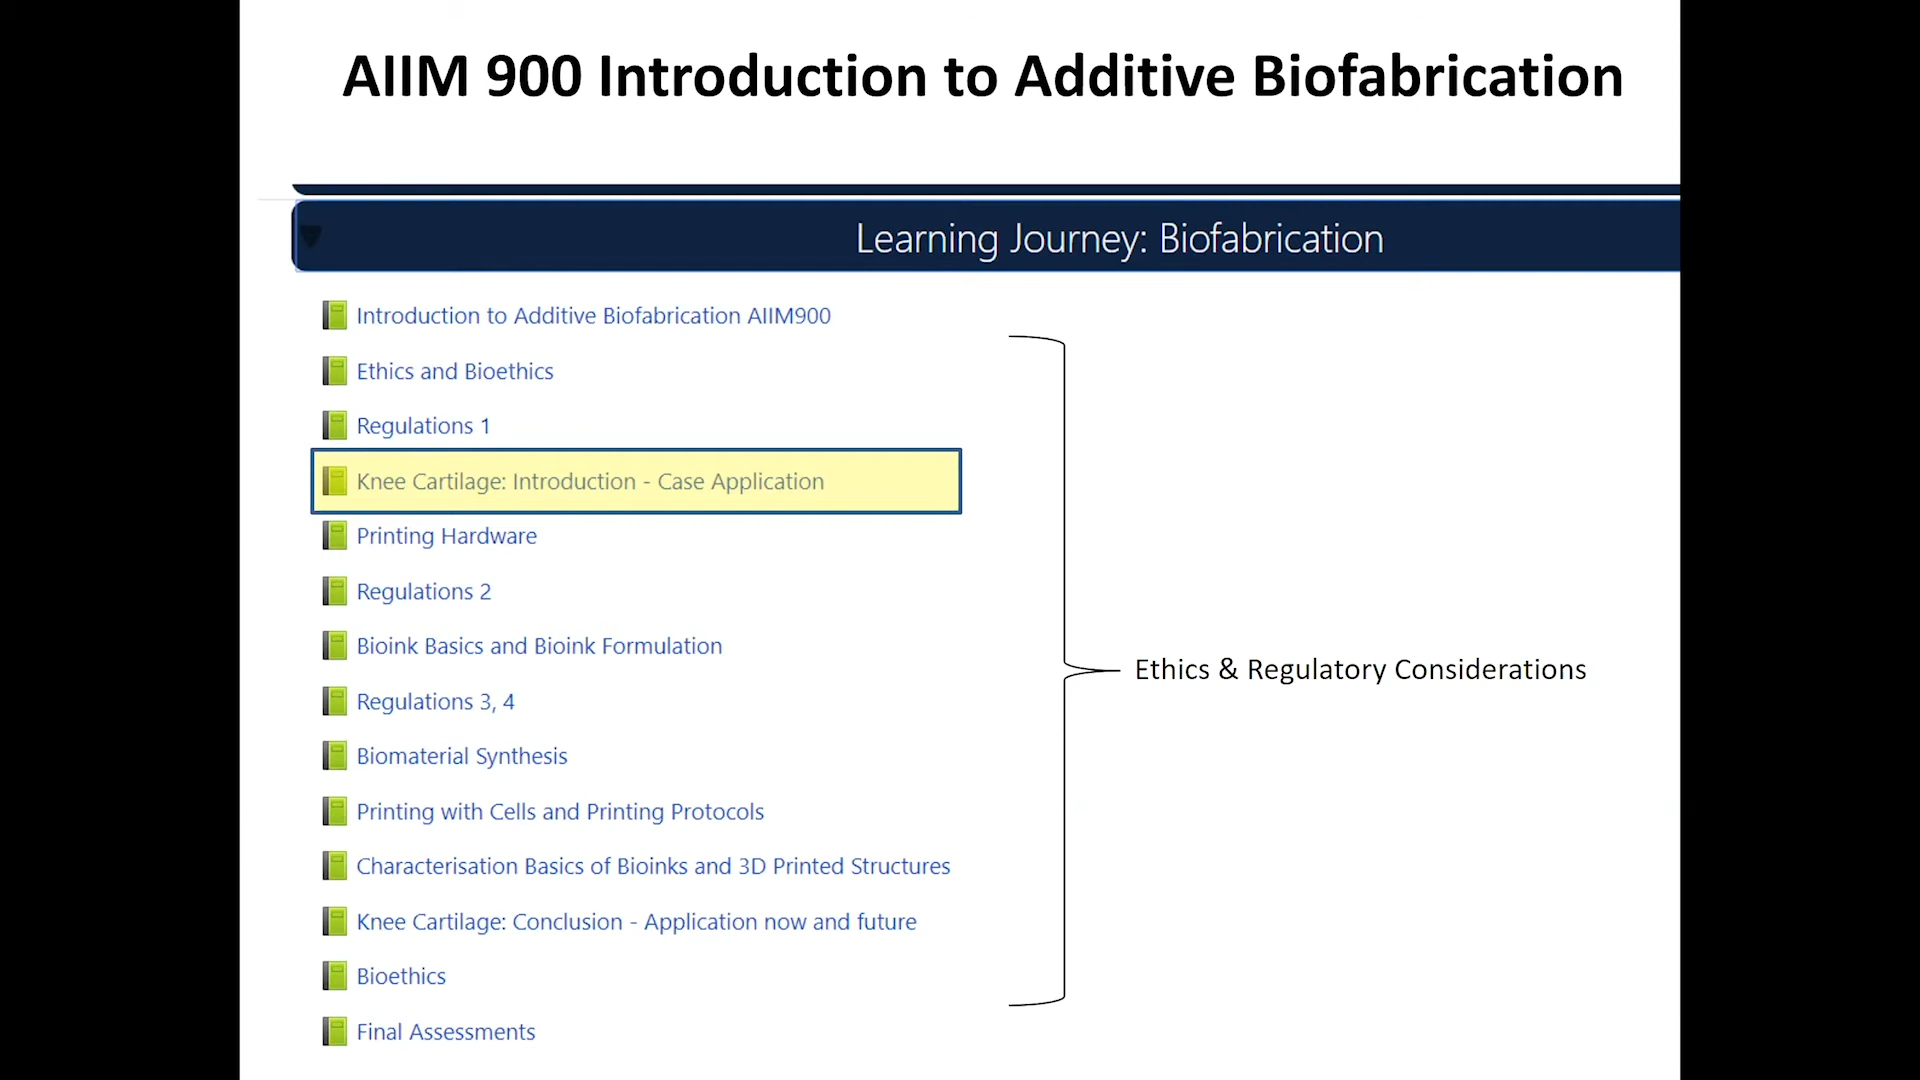 AIIM 900 Introduction to Additive Biofabrication
Learning Journey: Biofabrication
Introduction to Additive Biofabrication AIIM900
Ethics and Bioethics
Regulations 1
Knee Cartilage: Introduction - Case Application
Printing Hardware
Regulations 2
Bioink Basics and Bioink Formulation
Ethics & Regulatory Considerations
Regulations 3, 4
Biomaterial Synthesis
Printing with Cells and Printing Protocols
Characterisation Basics of Bioinks and 3D Printed Structures
Knee Cartilage: Conclusion - Application now and future
Bioethics
Final Assessments